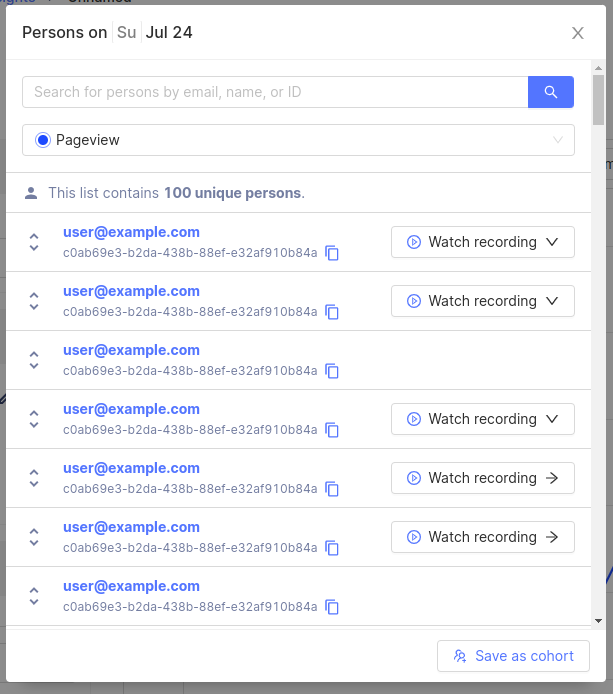 Unnamed
Persons on Su Jul 24
Search for persons by email, name, or ID
Pageview
This list contains 100 unique persons.
user@example.com
c0ab69e3-b2da-438b-88ef-e32af910b84a
Watch recording
user@example.com
c0ab69e3-b2da-438b-88ef-e32af910b84a
Watch recording
user@example.com
c0ab69e3-b2da-438b-88ef-e32af910b84a
user@example.com
c0ab69e3-b2da-438b-88ef-e32af910b84a
Watch recording
user@example.com
c0ab69e3-b2da-438b-88ef-e32af910b84a
Watch recording
user@example.com
c0ab69e3-b2da-438b-88ef-e32af910b84a
Watch recording
user@example.com
c0ab69e3-b2da-438b-88ef-e32af910b84a
Save as cohort